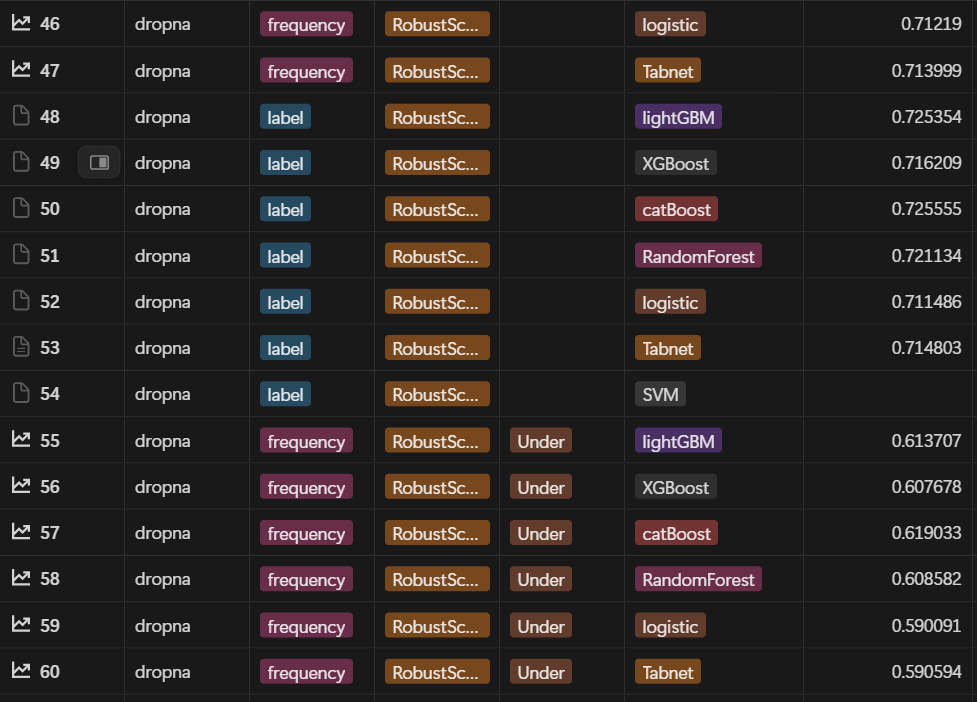 46 dropna frequency RobustSc... logistic 0.71219
47 dropna frequency RobustSc... Tabnet 0.713999
48 dropna label RobustSc... lightGBM 0.725354
49 dropna label RobustSc... XGBoost 0.716209
50 dropna label RobustSc... catBoost 0.725555
51 dropna label RobustSc... RandomForest 0.721134
52 dropna label RobustSc... logistic 0.711486
53 dropna label RobustSc... Tabnet 0.714803
54 dropna label RobustSc... SVM
55 dropna frequency RobustSc... Under lightGBM 0.613707
56 dropna frequency RobustSc... Under XGBoost 0.607678
57 dropna frequency RobustSc... Under catBoost 0.619033
58 dropna frequency RobustSc... Under RandomForest 0.608582
59 dropna frequency RobustSc... Under logistic 0.590091
60 dropna frequency RobustSc... Under Tabnet 0.590594